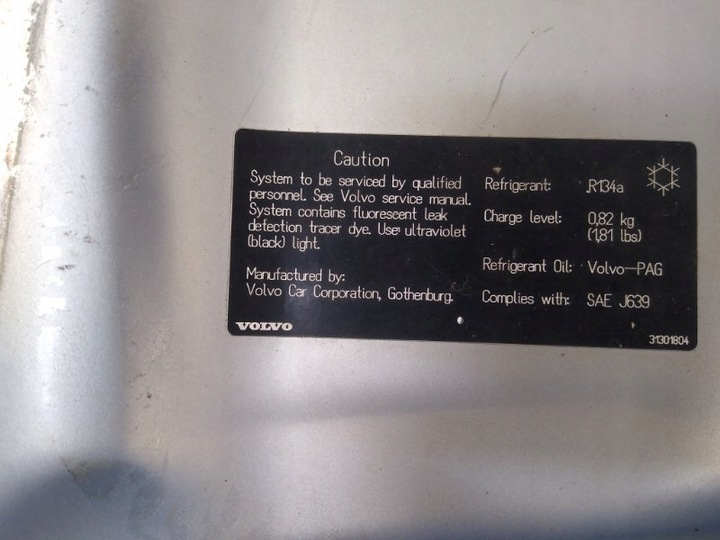 Caution
System to be serviced by qualified
personnel. See Volvo service manual.
System contains fluorescent leak
detection tracer dye. Use ultraviolet
(black) light.
Manufactured by:
Volvo Car Corporation, Gothenburg.
VOLVO
Refrigerant: R134a
Charge level: 0,82 kg
(1,81 lbs)
Refrigerant Oil: Volvo-PAG
Complies with: SAE J639
31301804